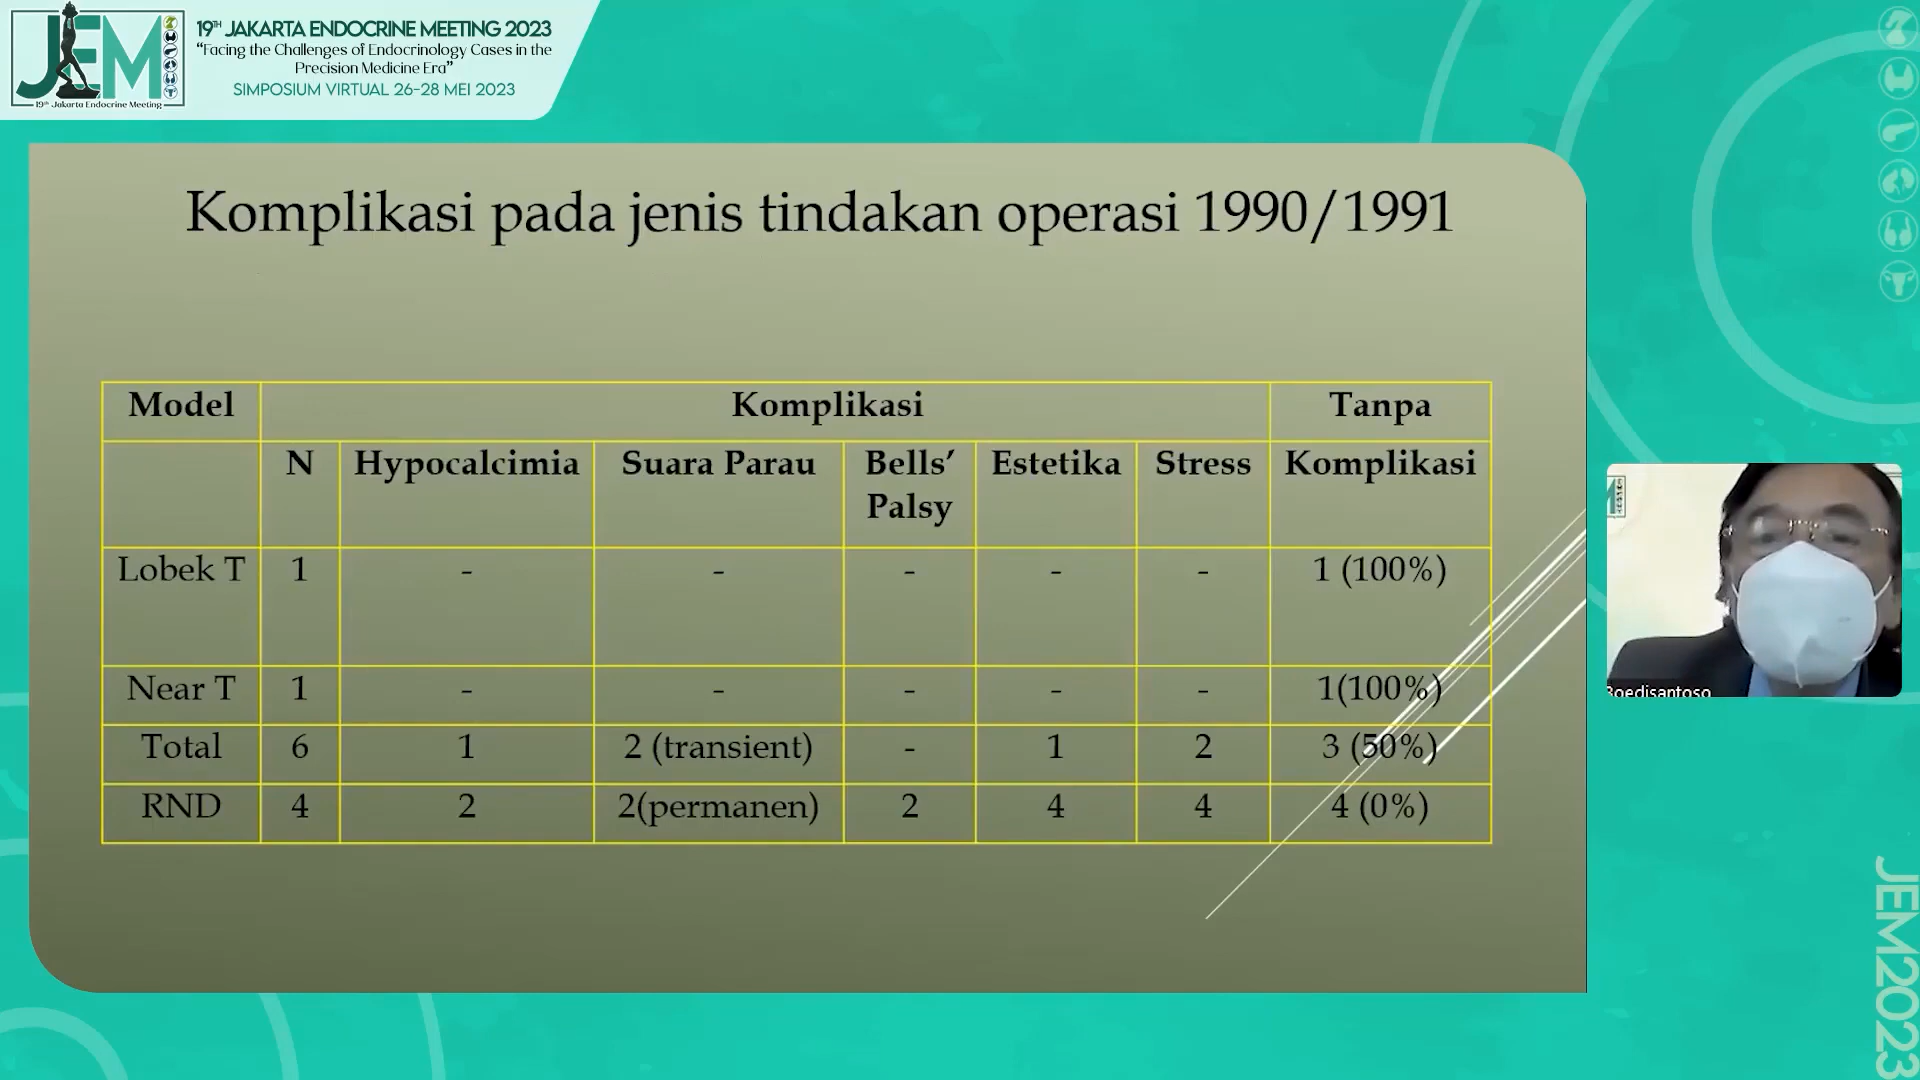 JEM
19th Jakarta Endocrine Meeting
19TH JAKARTA ENDOCRINE MEETING 2023
“Facing the Challenges of Endocrinology Cases in the
Precision Medicine Era”
SIMPOSIUM VIRTUAL 26-28 MEI 2023
Komplikasi pada jenis tindakan operasi 1990/1991
Model Komplikasi Tanpa
N Hypocalcimia Suara Parau Bells’ Estetika Stress Komplikasi
Palsy
Lobek T 1 - - - - - 1 (100%)
Near T 1 - - - - - 1(100%)
Total 6 1 2 (transient) - 1 2 3 (50%)
RND 4 2 2(permanen) 2 4 4 4 (0%)
Boedisantoso
JEM2023